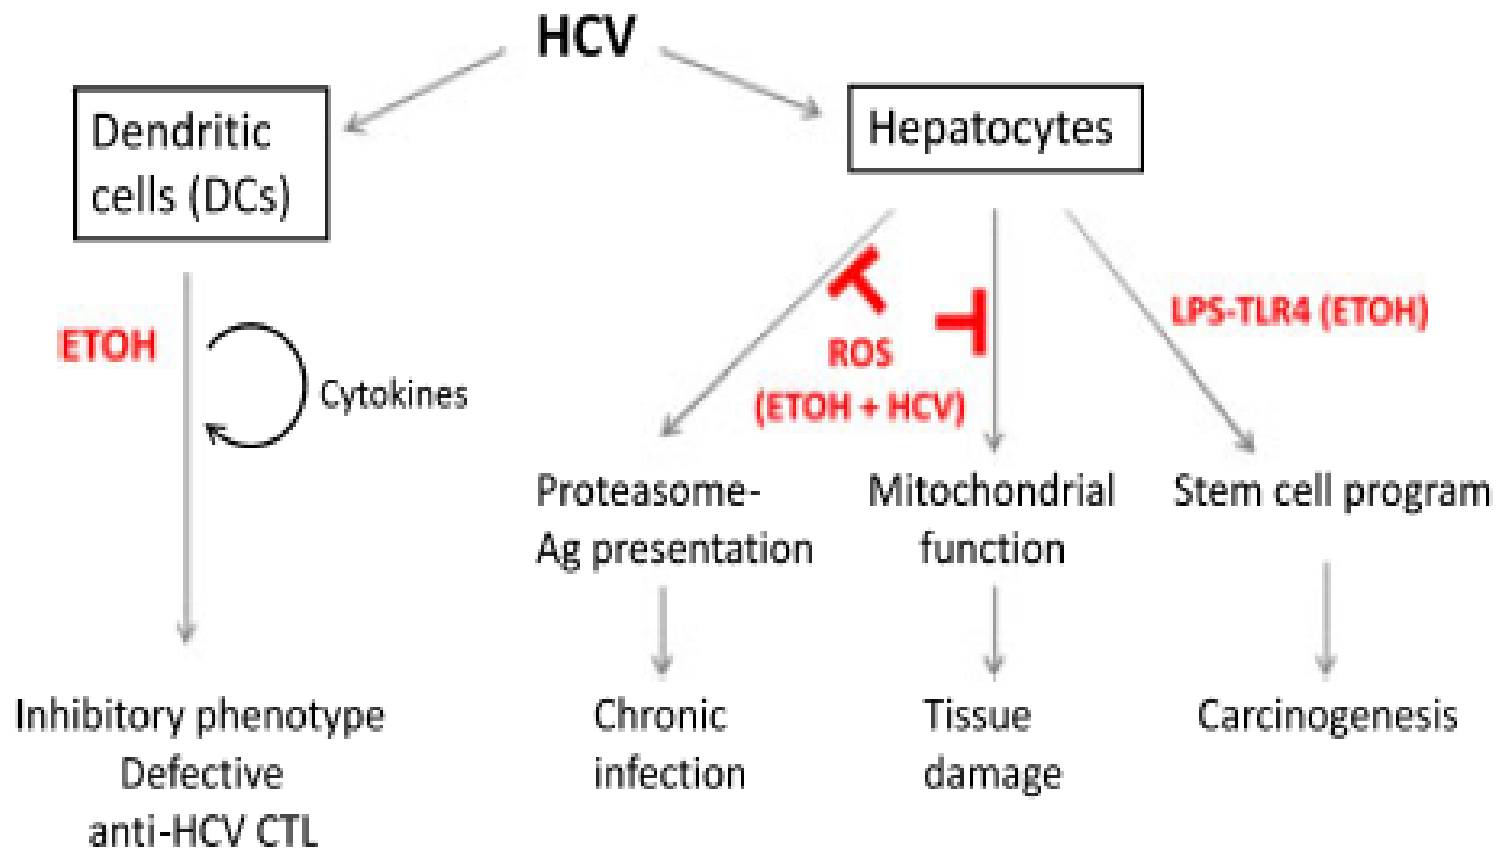 HCV
Dendritic
cells (DCs)
Hepatocytes
ETOH
Cytokines
ROS
(ETOH + HCV)
LPS-TLR4 (ETOH)
Proteasome-
Ag presentation
Mitochondrial
function
Stem cell program
Inhibitory phenotype
Defective
anti-HCV CTL
Chronic
infection
Tissue
damage
Carcinogenesis